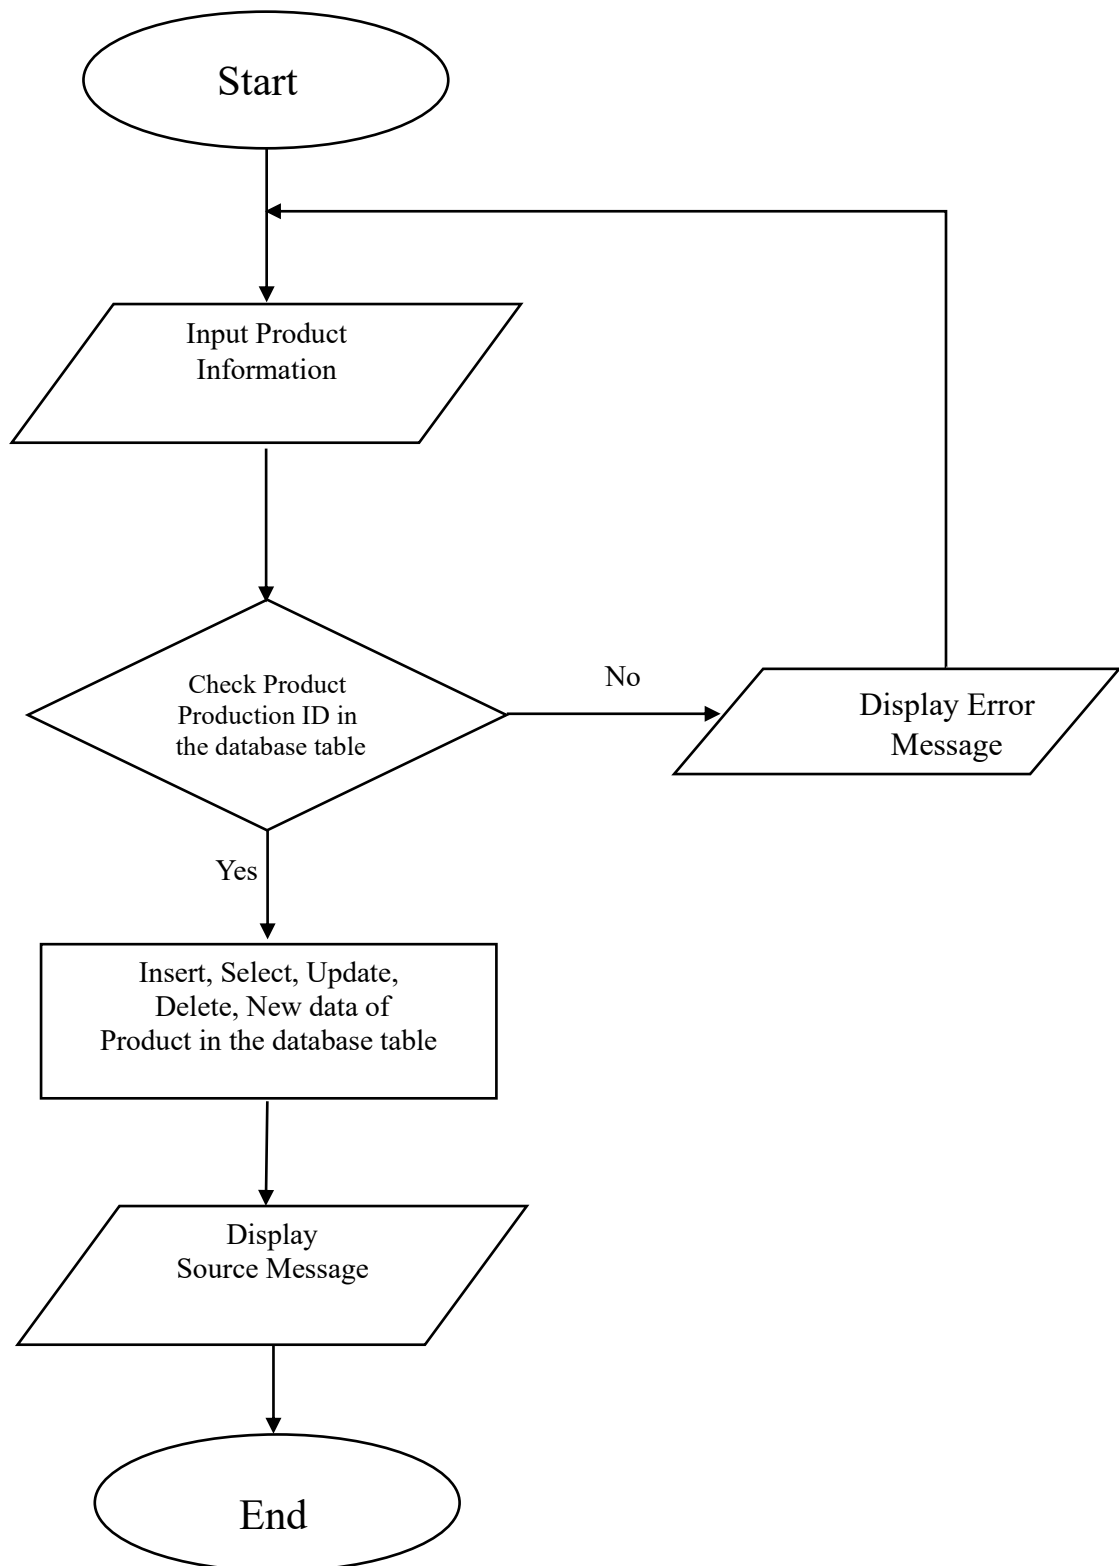 Start
Input Product
Information
Check Product
Production ID in
the database table
No
Display Error
Message
Yes
Insert, Select, Update,
Delete, New data of
Product in the database table
Display
Source Message
End